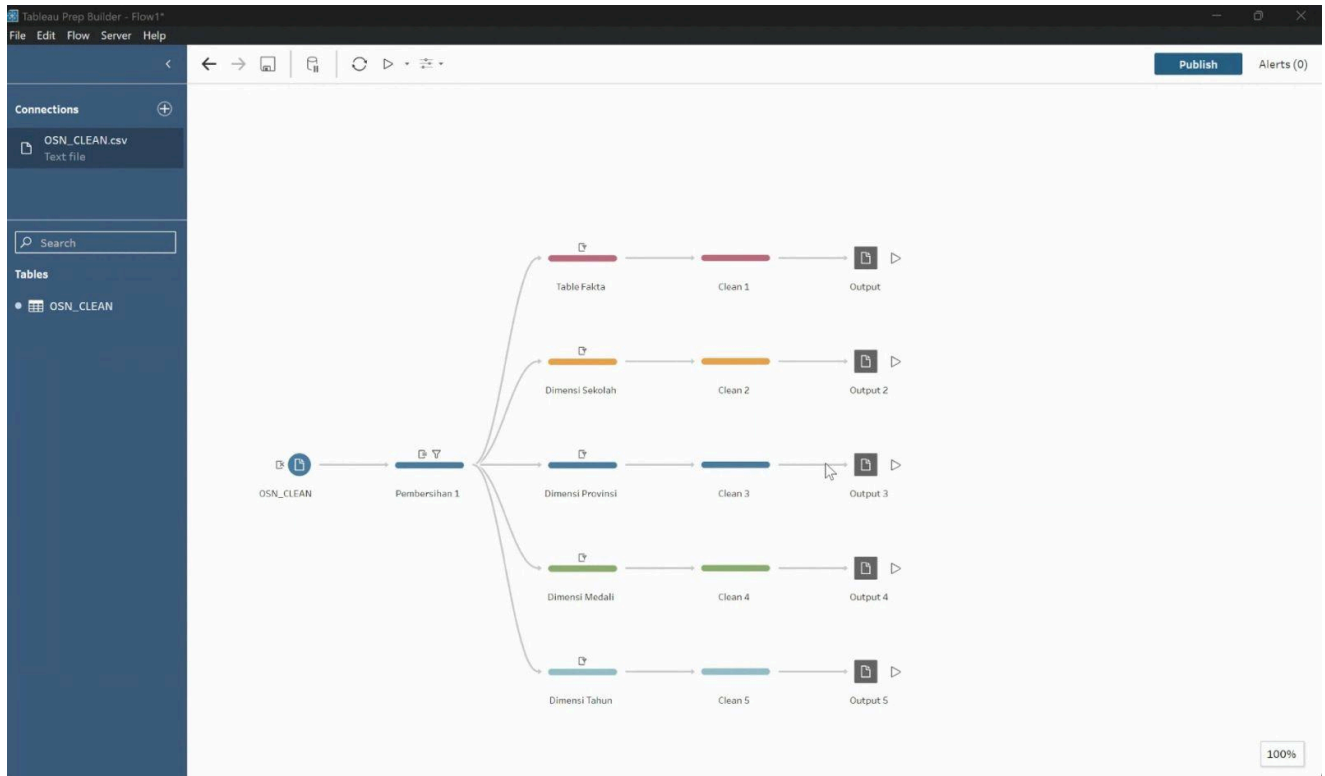 Tableau Prep Builder - Flow1*
File Edit Flow Server Help
Publish
Alerts (0)
Connections
OSN_CLEAN.csv
Text file
Search
Tables
OSN_CLEAN
Table Fakta
Clean 1
Output
Dimensi Sekolah
Clean 2
Output 2
OSN_CLEAN
Pembersihan 1
Dimensi Provinsi
Clean 3
Output 3
Dimensi Medali
Clean 4
Output 4
Dimensi Tahun
Clean 5
Output 5
100%